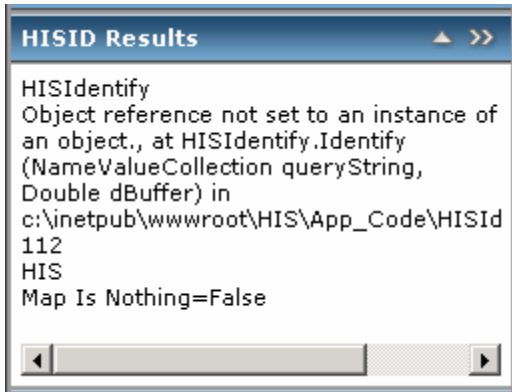 HISID Results
HISIdentify
Object reference not set to an instance of
an object., at HISIdentify.Identify
(NameValueCollection queryString,
Double dBuffer) in
c:\inetpub\wwwroot\HIS\App_Code\HISId
112
HIS
Map Is Nothing=False